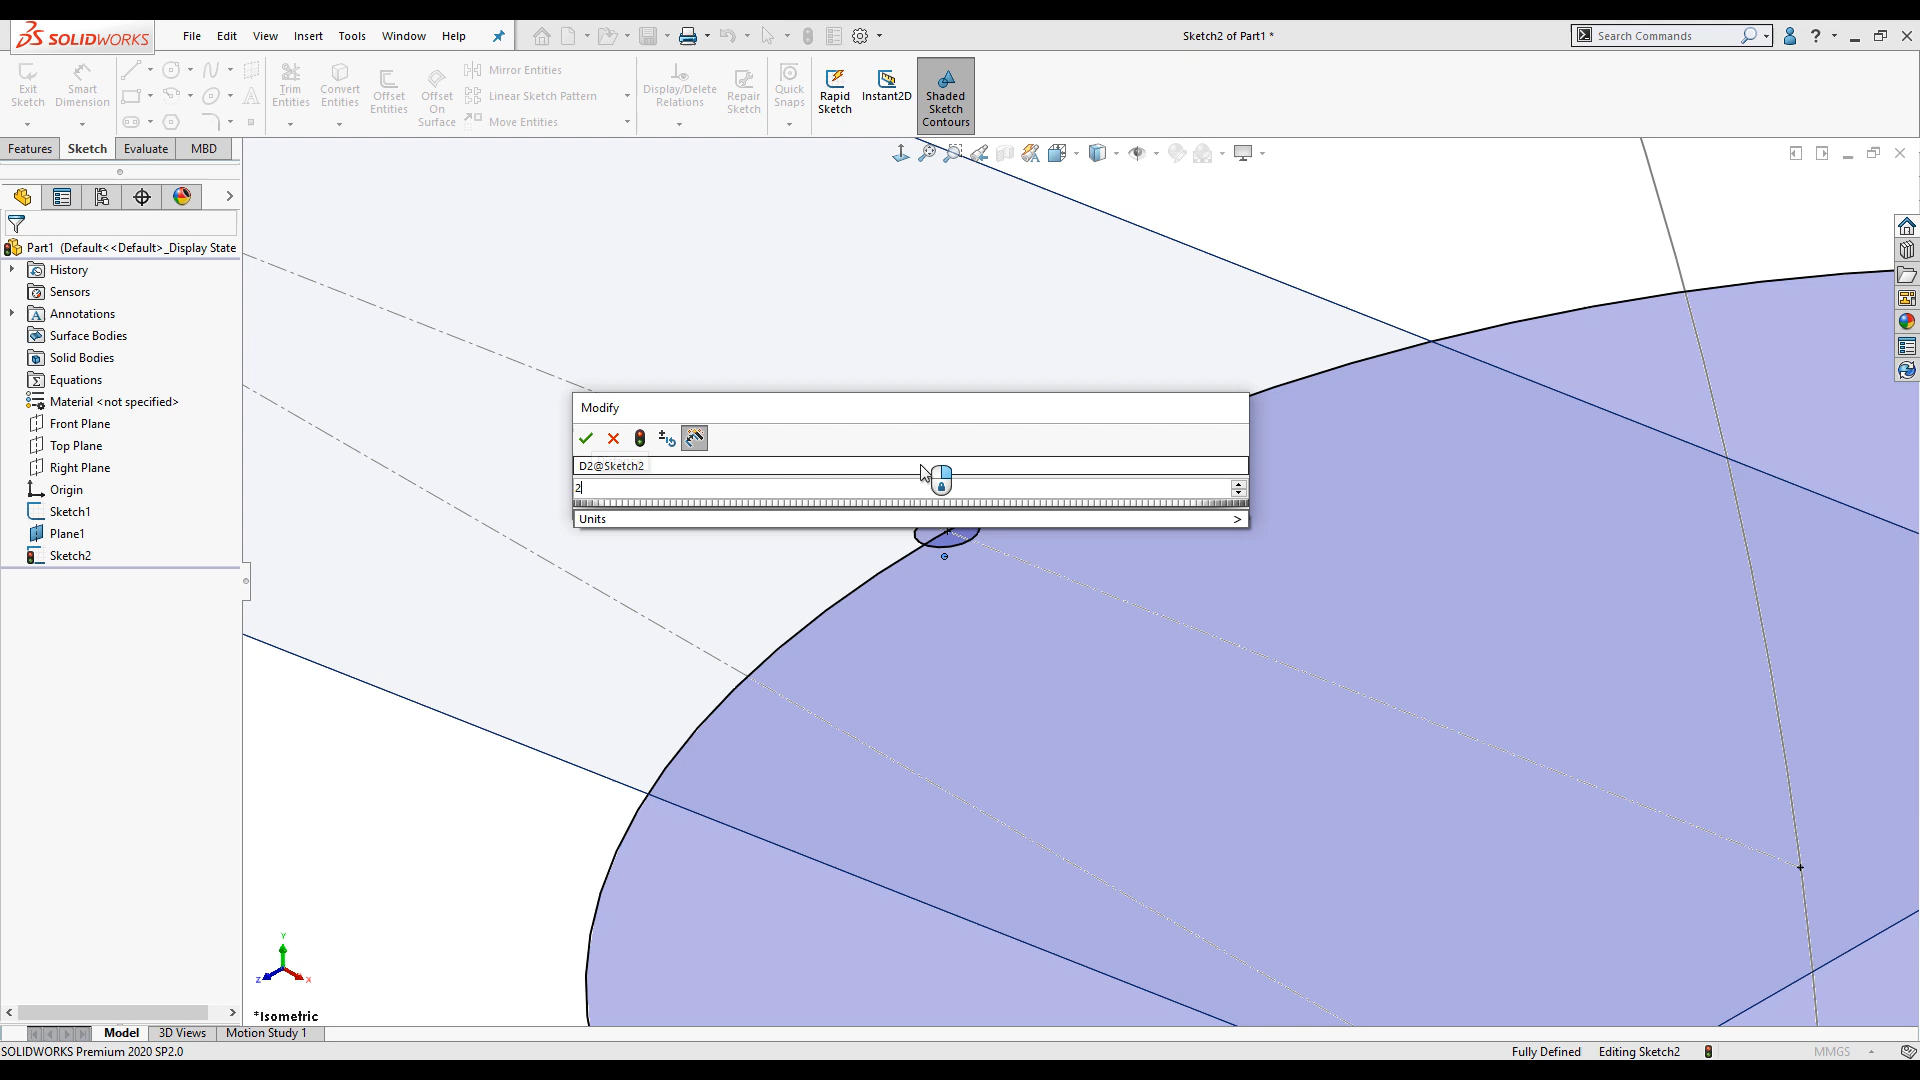 SOLIDWORKS
File Edit View Insert Tools Window Help
Sketch2 of Part1 *
Search Commands
Exit Sketch
Smart Dimension
Trim Entities
Convert Entities
Offset Entities
Offset On Surface
Mirror Entities
Linear Sketch Pattern
Move Entities
Display/Delete Relations
Repair Sketch
Quick Snaps
Rapid Sketch
Instant2D
Shaded Sketch Contours
Features Sketch Evaluate MBD
Part1 (Default<<Default>_Display State
History
Sensors
Annotations
Surface Bodies
Solid Bodies
Equations
Material <not specified>
Front Plane
Top Plane
Right Plane
Origin
Sketch1
Plane1
Sketch2
Modify
D2@Sketch2
2
Units >
Y
Z X
*Isometric
Model 3D Views Motion Study 1
SOLIDWORKS Premium 2020 SP2.0
Fully Defined Editing Sketch2 MMGS